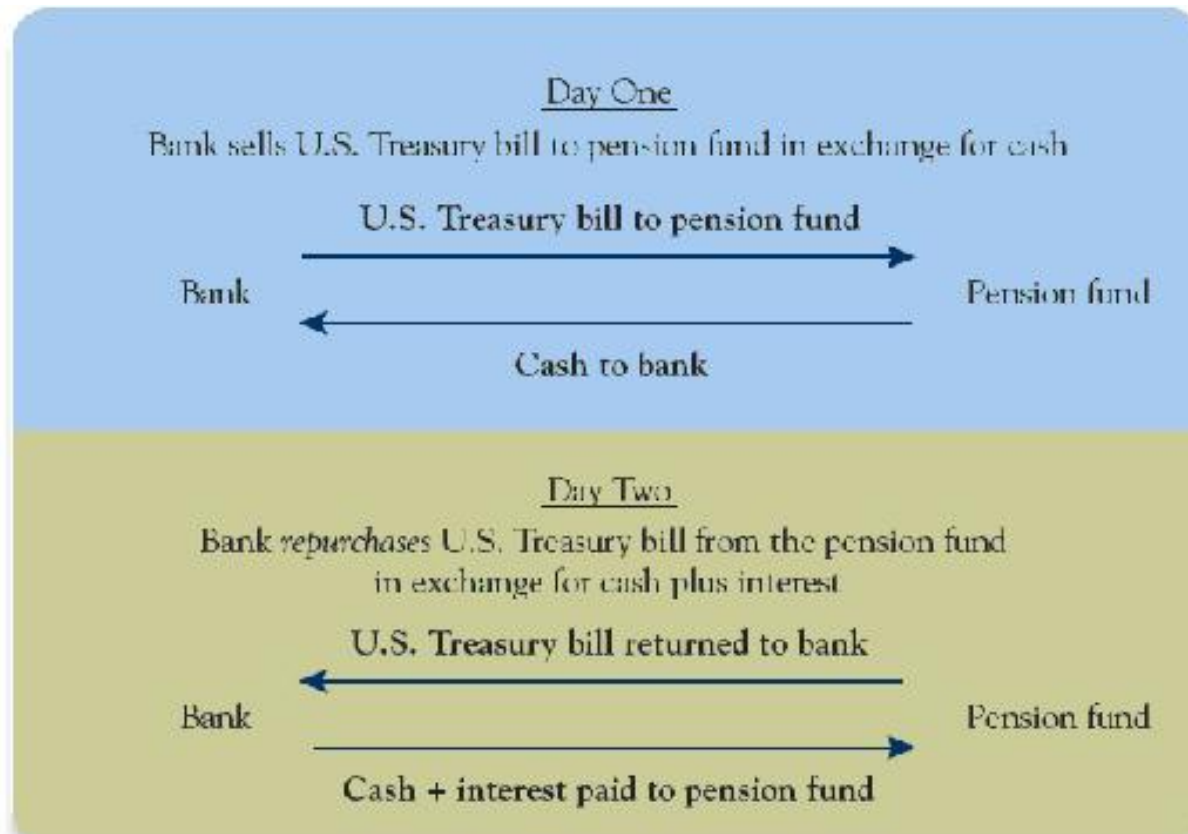 Day One
Bank sells U.S. Treasury bill to pension fund in exchange for cash
U.S. Treasury bill to pension fund
Bank
Pension fund
Cash to bank
Day Two
Bank repurchases U.S. Treasury bill from the pension fund
in exchange for cash plus interest
U.S. Treasury bill returned to bank
Bank
Pension fund
Cash + interest paid to pension fund